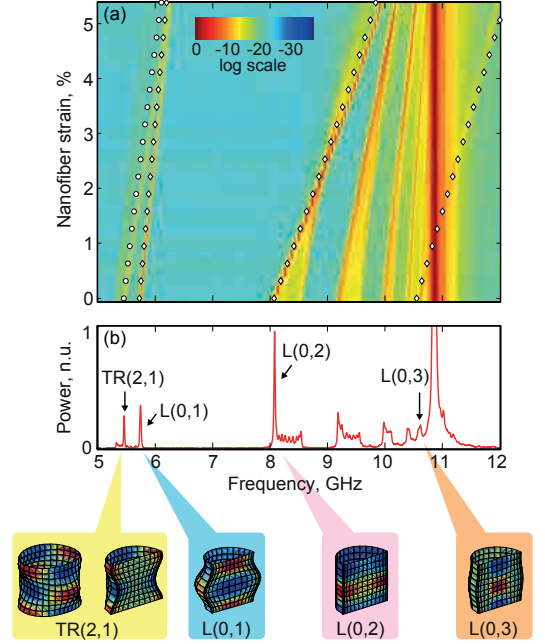 (a)
5
4
3
2
1
0
Nanofiber strain, %
0 -10 -20 -30
log scale
(b)
1
0
Power, n.u.
TR(2,1)
L(0,1)
L(0,2)
L(0,3)
5 6 7 8 9 10 11 12
Frequency, GHz
TR(2,1) L(0,1) L(0,2) L(0,3)